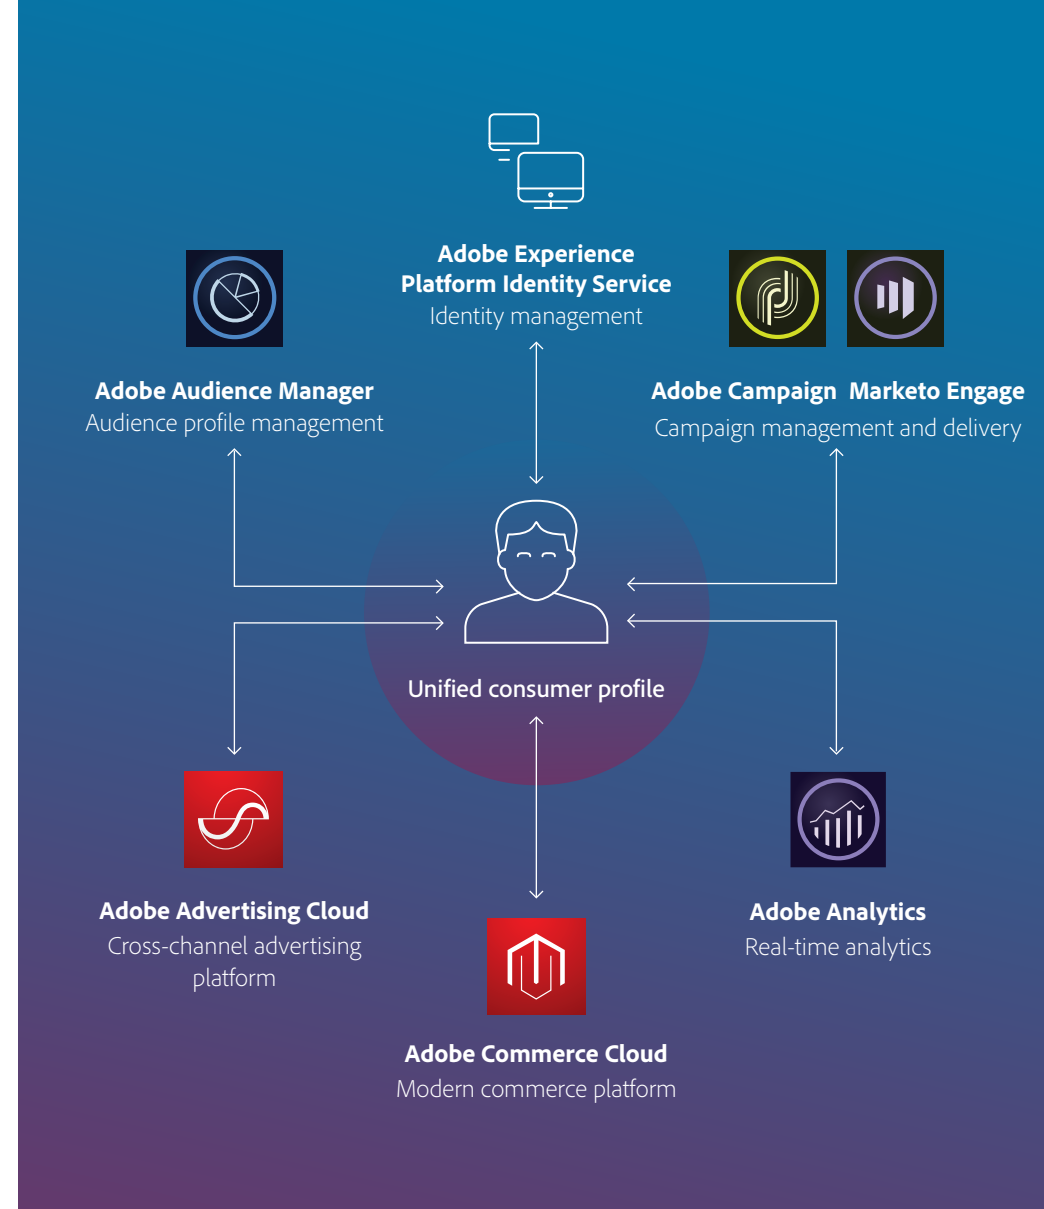 Adobe Experience
Platform Identity Service
Identity management
Adobe Audience Manager
Audience profile management
Adobe Campaign  Marketo Engage
Campaign management and delivery
Unified consumer profile
Adobe Advertising Cloud
Cross-channel advertising
platform
Adobe Analytics
Real-time analytics
Adobe Commerce Cloud
Modern commerce platform